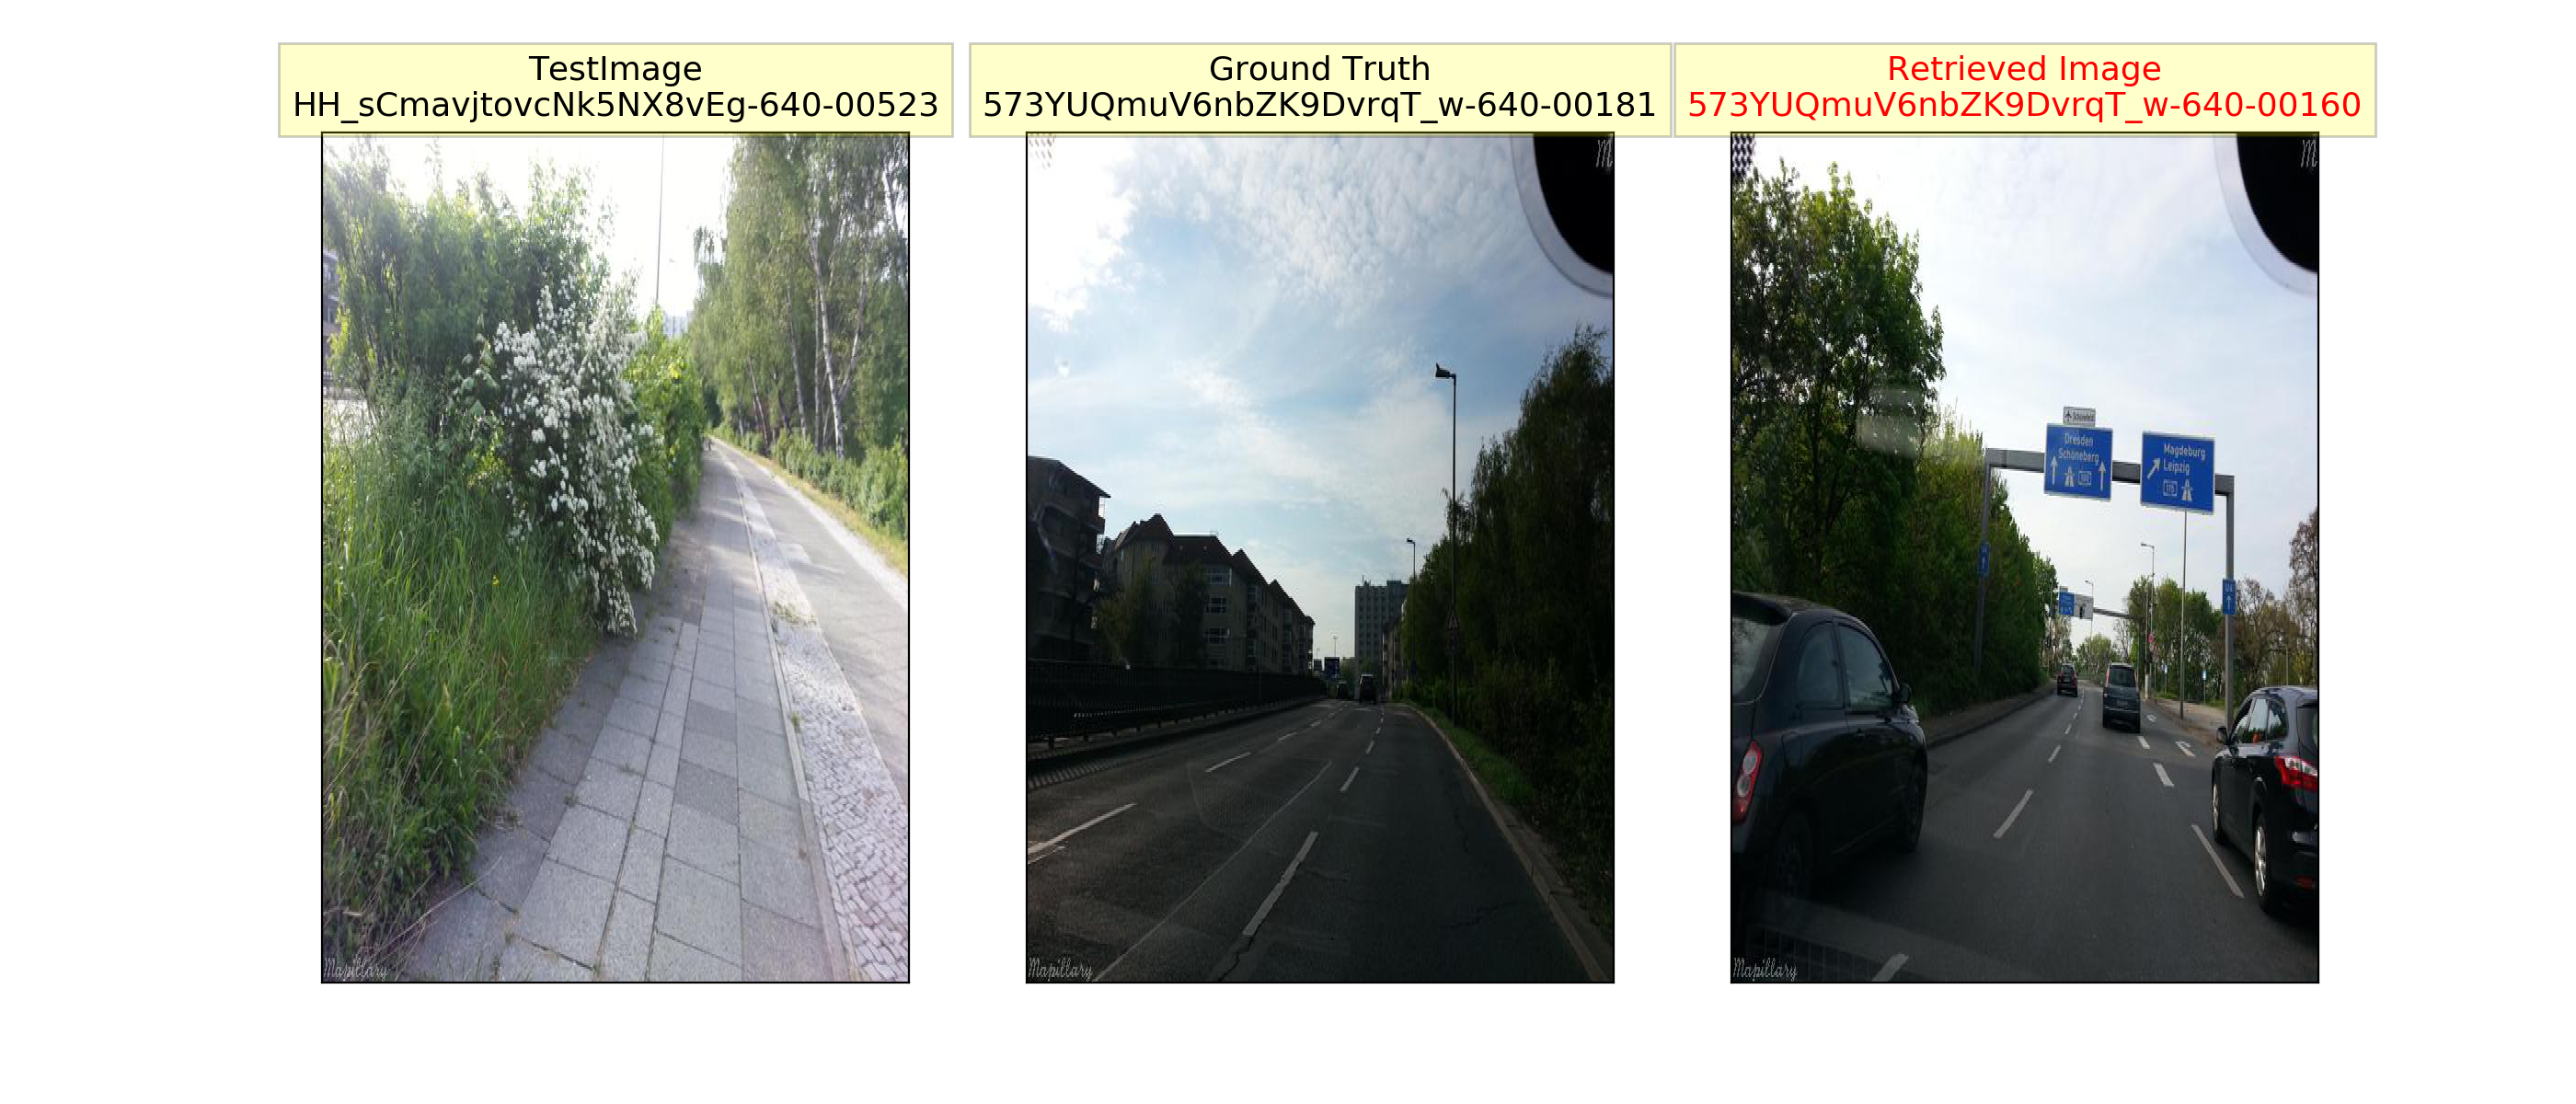 TestImage
HH_sCmavjtovcNk5NX8vEg-640-00523
Ground Truth
573YUQmuV6nbZK9DvrqT_w-640-00181
Retrieved Image
573YUQmuV6nbZK9DvrqT_w-640-00160
M
M
Dresden
Schöneberg
Magdeburg
Leipzig
Mapillary
Mapillary
Mapillary